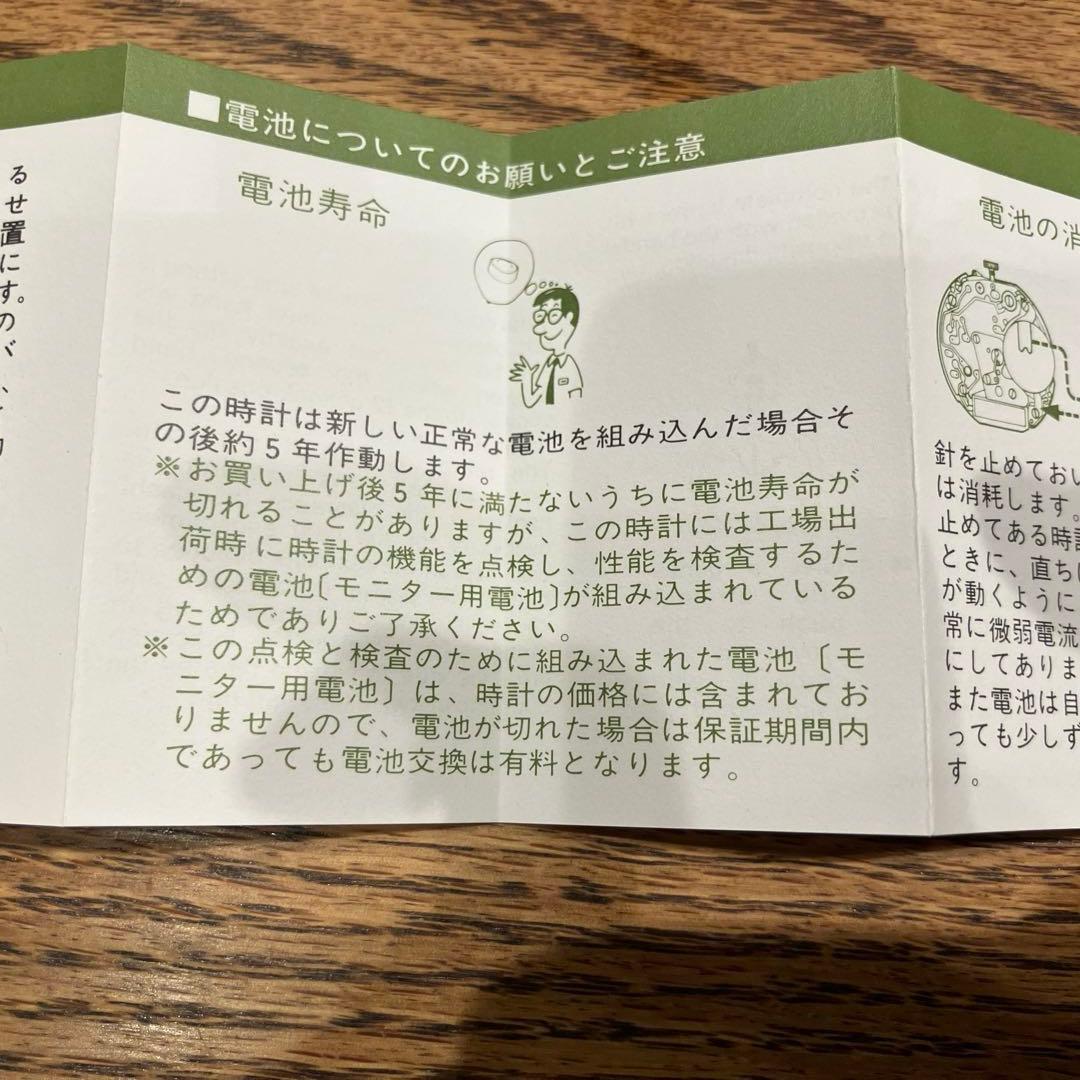 ■電池についてのお願いとご注意
電池寿命
この時計は新しい正常な電池を組み込んだ場合そ
の後約5年作動します。
※お買い上げ後5年に満たないうちに電池寿命が
切れることがありますが、この時計には工場出
荷時に時計の機能を点検し、性能を検査するた
めの電池〔モニター用電池〕が組み込まれている
ためでありご了承ください。
※この点検と検査のために組み込まれた電池〔モ
ニター用電池〕は、時計の価格には含まれてお
りませんので、電池が切れた場合は保証期間内
であっても電池交換は有料となります。
る
せ
置
に
す。
の
バ
電池の消
針を止めておい
は消耗します。
止めてある時計
ときに、直ちに
が動くように
常に微弱電流
にしてありま
また電池は自
っても少しず
す。